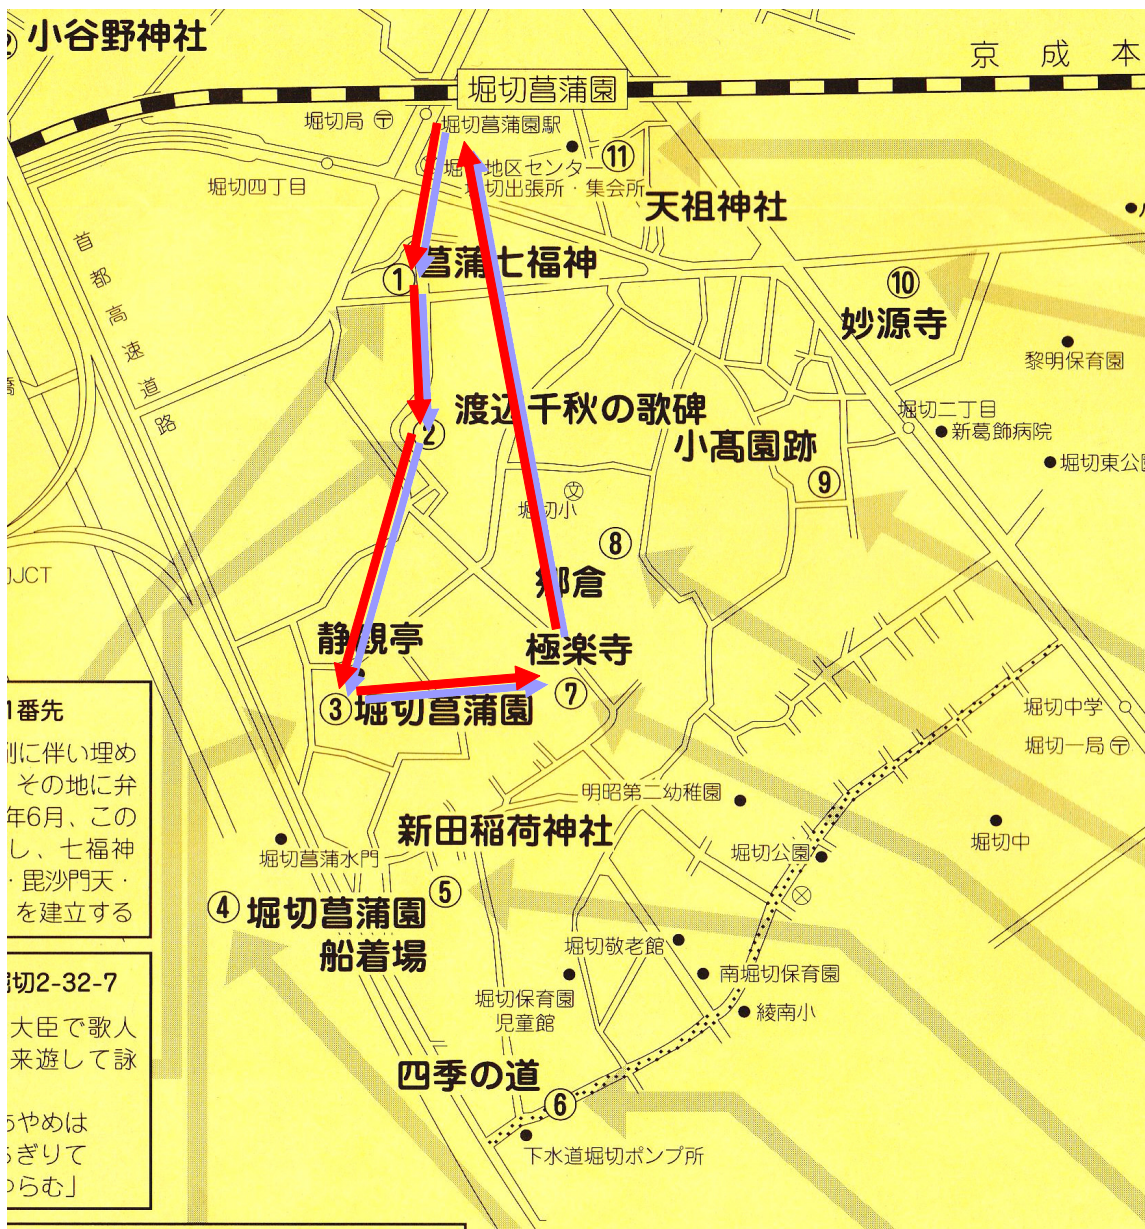 小谷野神社
京成本
堀切菖蒲園
堀切局
堀切菖蒲園駅
地区センター
切出張所・集会所
⑪
堀切四丁目
天祖神社
首都高速道路
①
菖蒲七福神
⑩
妙源寺
黎明保育園
渡辺千秋の歌碑
②
堀切二丁目
新葛飾病院
小髙園跡
堀切東公園
⑨
文
堀切小
JCT
⑧
郷倉
静観亭
極楽寺
⑦
③
堀切菖蒲園
堀切中学
堀切一局
1番先
に伴い埋め
その地に弁
年6月、この
し、七福神
・毘沙門天・
を建立する
明昭第二幼稚園
新田稲荷神社
堀切公園
堀切中
堀切菖蒲水門
⑤
④
堀切菖蒲園
船着場
堀切敬老館
南堀切保育園
堀切保育園
児童館
綾南小
切2-32-7
大臣で歌人
来遊して詠
あやめは
ぎりて
らむ」
四季の道
⑥
下水道堀切ポンプ所